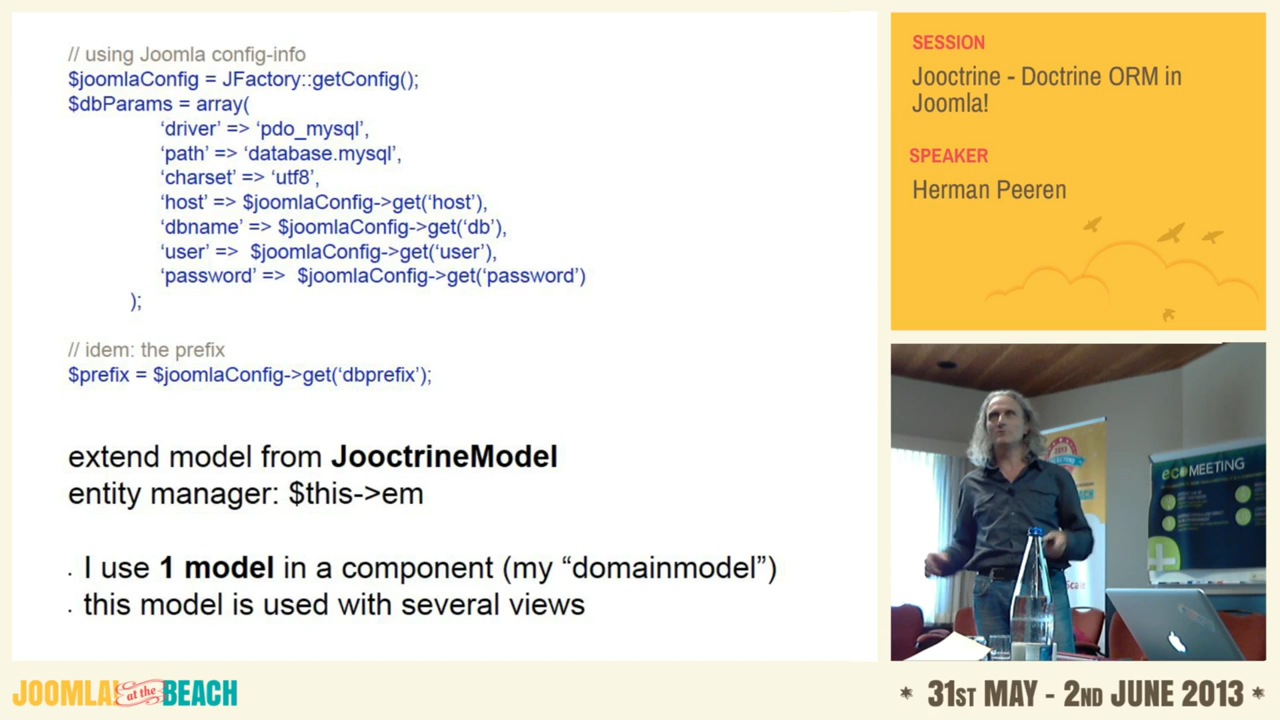 // using Joomla config-info
$joomlaConfig = JFactory::getConfig();
$dbParams = array(
‘driver’ => ‘pdo_mysql’,
‘path’ => ‘database.mysql’,
‘charset’ => ‘utf8’,
‘host’ => $joomlaConfig->get(‘host’),
‘dbname’ => $joomlaConfig->get(‘db’),
‘user’ => $joomlaConfig->get(‘user’),
‘password’ => $joomlaConfig->get(‘password’)
);
// idem: the prefix
$prefix = $joomlaConfig->get(‘dbprefix’);
extend model from JooctrineModel
entity manager: $this->em
. I use 1 model in a component (my “domainmodel”)
. this model is used with several views
SESSION
Jooctrine - Doctrine ORM in
Joomla!
SPEAKER
Herman Peeren
ecoMEETING
JOOMLA! at the BEACH
* 31ST MAY - 2ND JUNE 2013 *